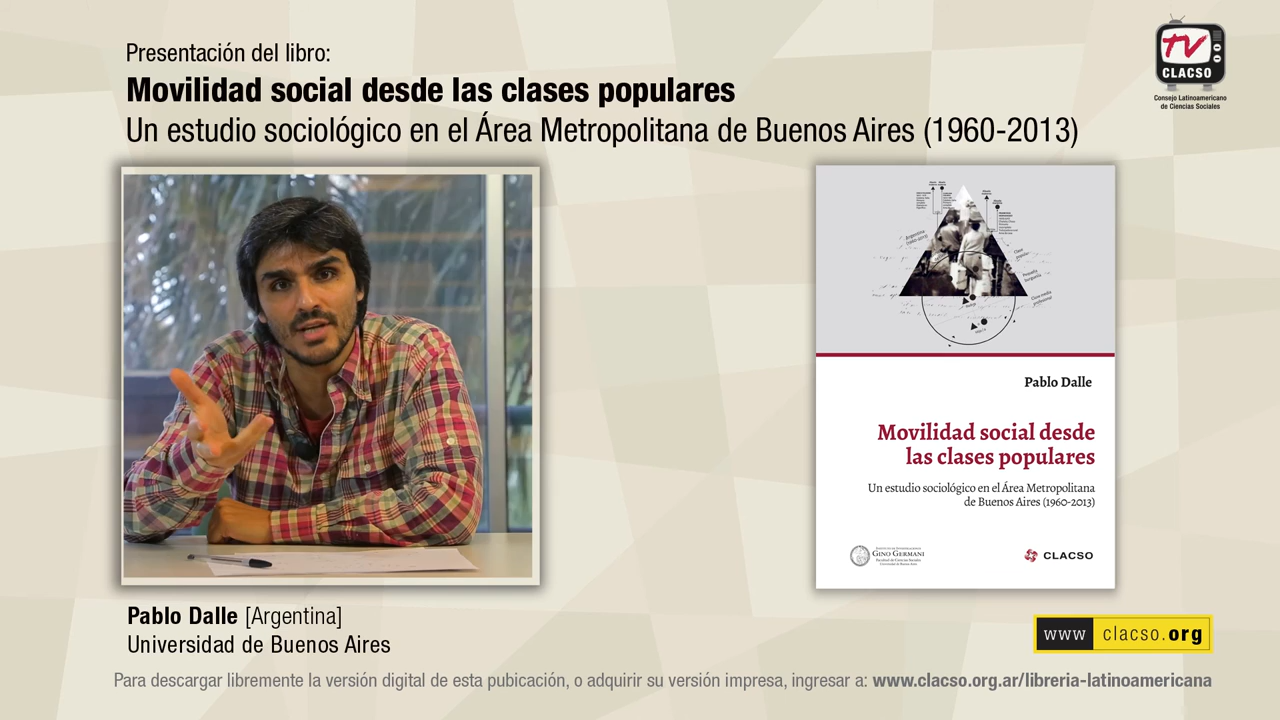 Presentación del libro:
Movilidad social desde las clases populares
Un estudio sociológico en el Área Metropolitana de Buenos Aires (1960-2013)
TV
CLACSO
Consejo Latinoamericano
de Ciencias Sociales
Argentina
Pablo Dalle
Movilidad social desde
las clases populares
Un estudio sociológico en el Área Metropolitana
de Buenos Aires (1960-2013)
Gino Germani
CLACSO
Pablo Dalle [Argentina]
Universidad de Buenos Aires
www clacso.org
Para descargar libremente la versión digital de esta pubicación, o adquirir su versión impresa, ingresar a: www.clacso.org.ar/libreria-latinoamericana